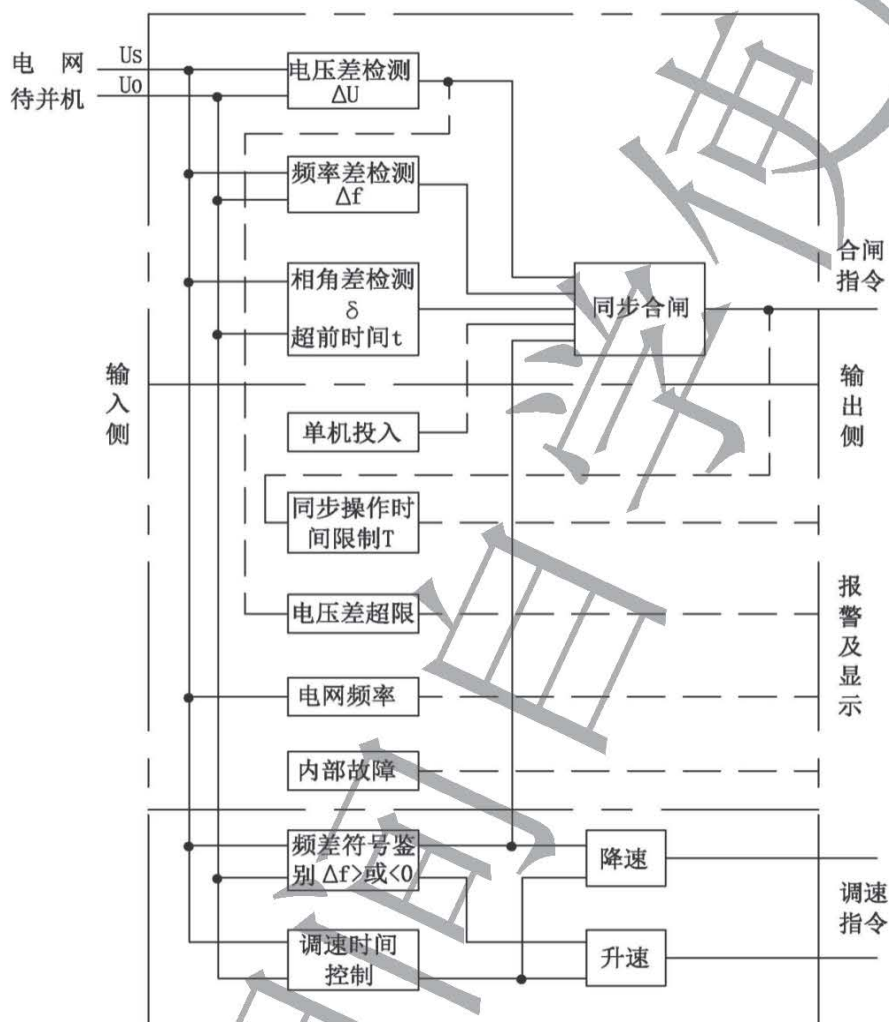 电 网 Us
待并机 Uo
电压差检测
ΔU
频率差检测
Δf
相角差检测
δ
超前时间t
同步合闸
合闸
指令
输入侧
输出侧
单机投入
同步操作时
间限制T
电压差超限
电网频率
内部故障
报警及显示
频差符号鉴
别 Δf>或<0
降速
调速时间
控制
升速
调速
指令